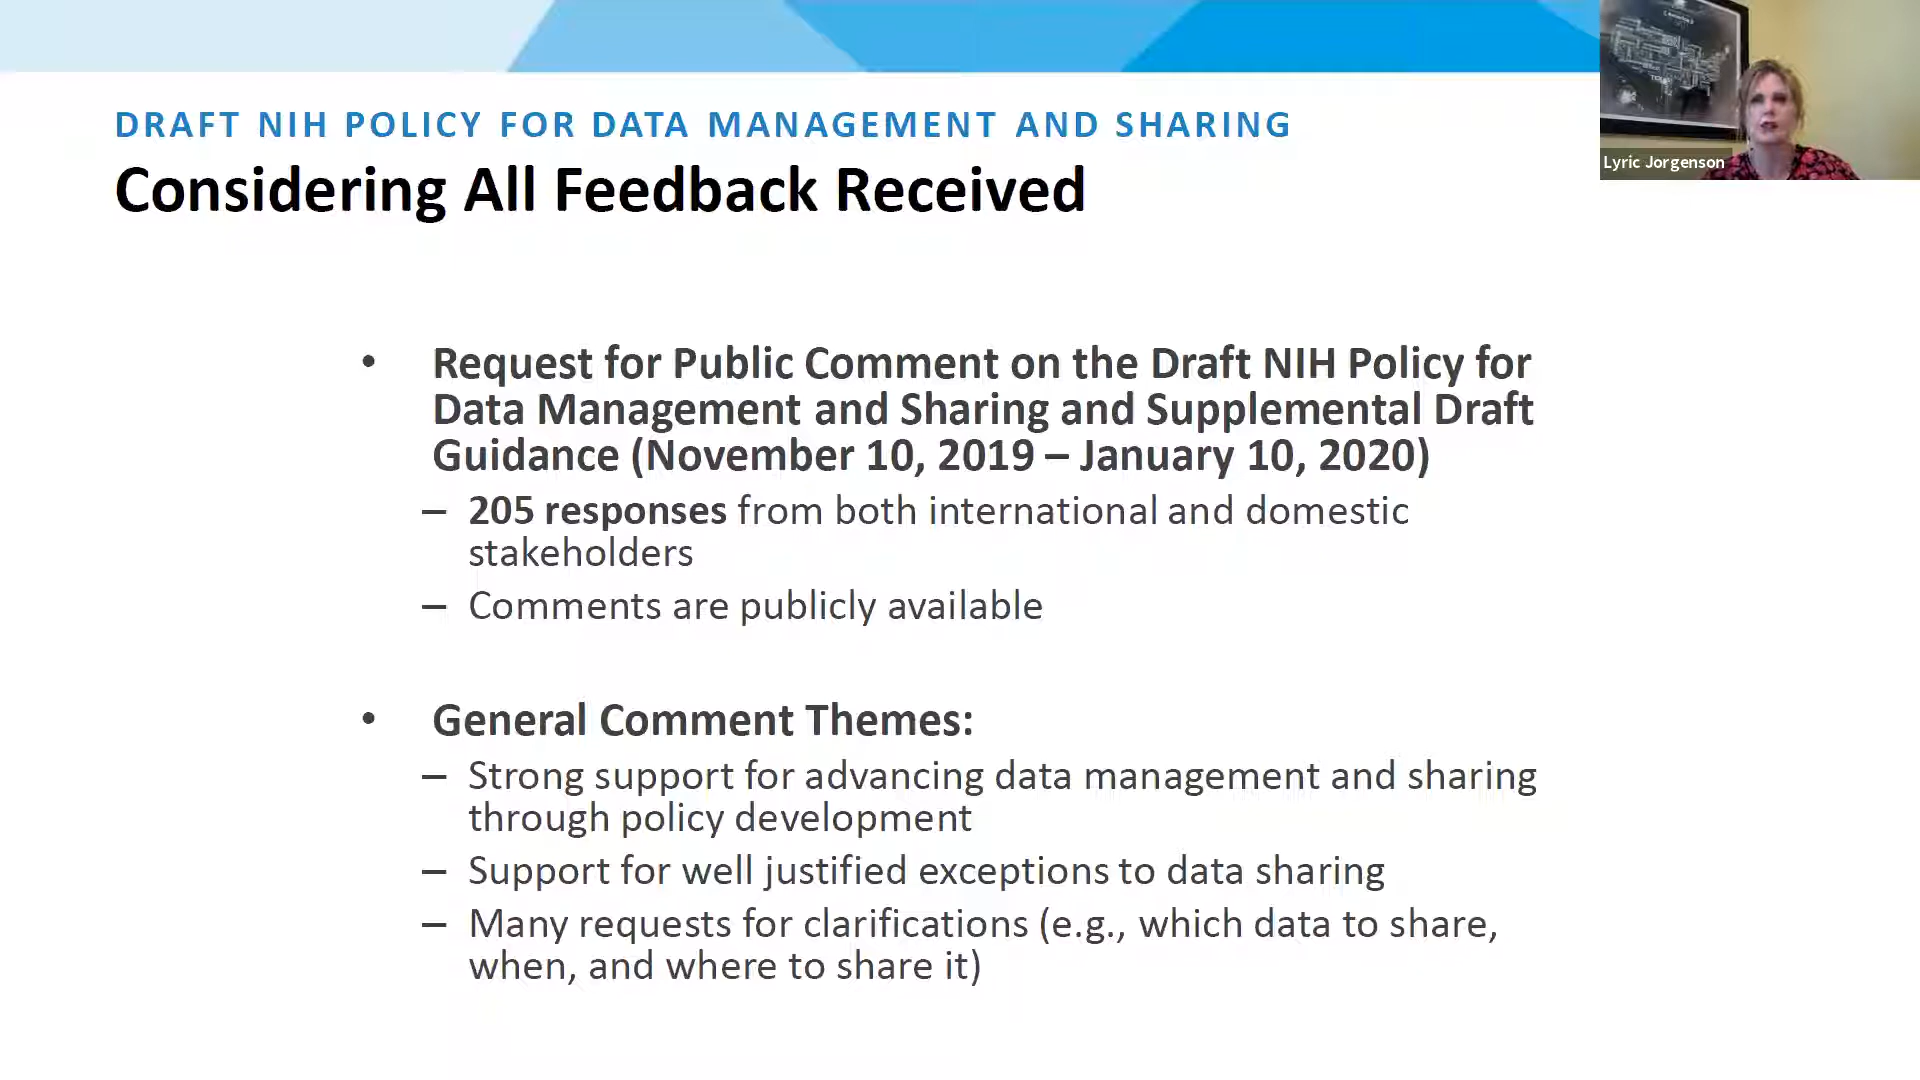 DRAFT NIH POLICY FOR DATA MANAGEMENT AND SHARING
Considering All Feedback Received
Lyric Jorgenson
• Request for Public Comment on the Draft NIH Policy for
Data Management and Sharing and Supplemental Draft
Guidance (November 10, 2019 – January 10, 2020)
– 205 responses from both international and domestic
stakeholders
– Comments are publicly available
• General Comment Themes:
– Strong support for advancing data management and sharing
through policy development
– Support for well justified exceptions to data sharing
– Many requests for clarifications (e.g., which data to share,
when, and where to share it)